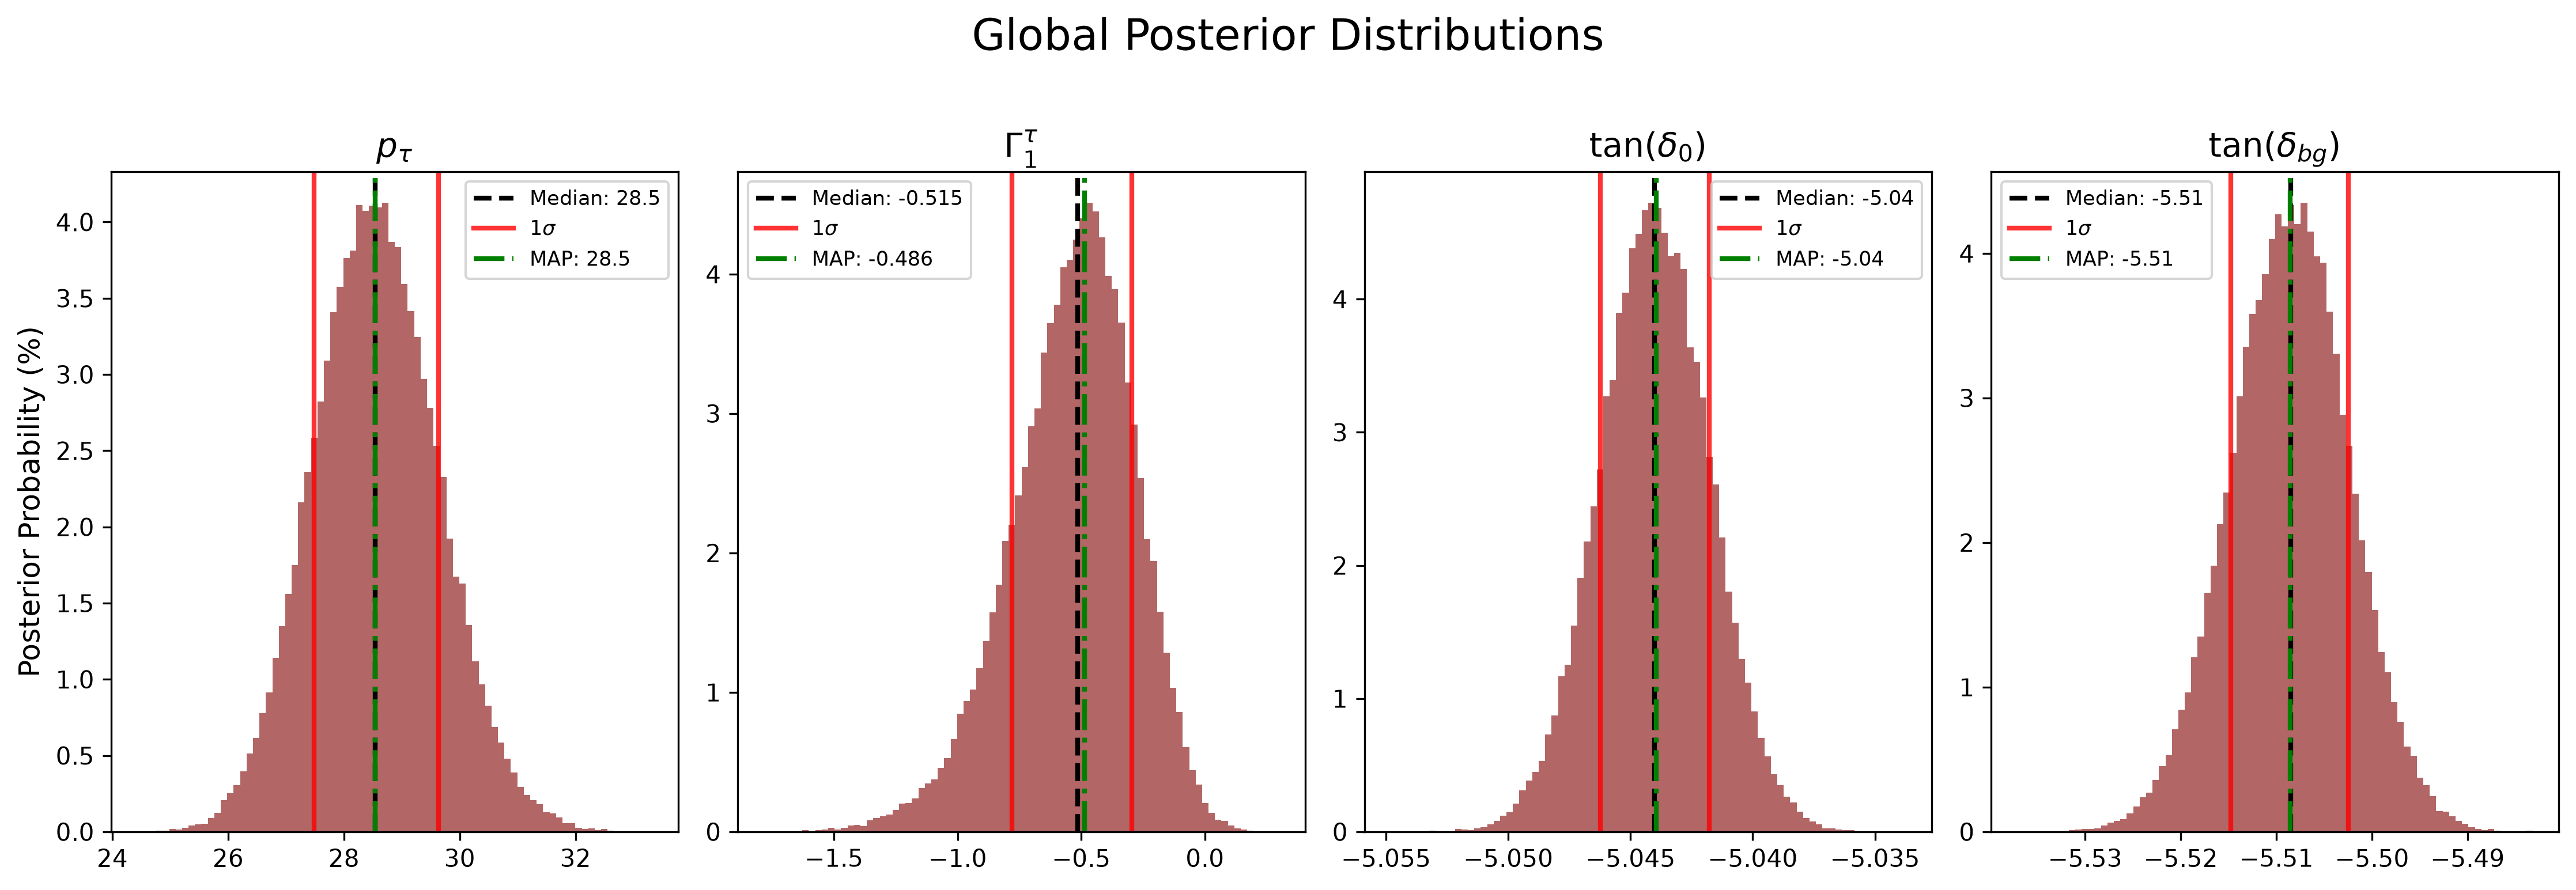 Global Posterior Distributions
p_τ
Γ_1^τ
tan(δ_0)
tan(δ_bg)
Posterior Probability (%)
4.0
3.5
3.0
2.5
2.0
1.5
1.0
0.5
0.0
Median: 28.5
1σ
MAP: 28.5
24 26 28 30 32
4
3
2
1
0
Median: -0.515
1σ
MAP: -0.486
−1.5 −1.0 −0.5 0.0
4
3
2
1
0
Median: -5.04
1σ
MAP: -5.04
−5.055 −5.050 −5.045 −5.040 −5.035
4
3
2
1
0
Median: -5.51
1σ
MAP: -5.51
−5.53 −5.52 −5.51 −5.50 −5.49